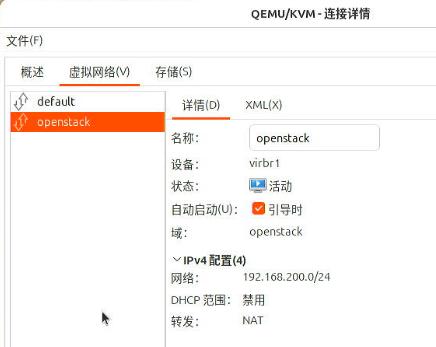 QEMU/KVM - 连接详情
文件(F)
概述 虚拟网络(V) 存储(S)
default
openstack
详情(D) XML(X)
名称: openstack
设备: virbr1
状态: 活动
自动启动(U): 引导时
域: openstack
IPv4 配置(4)
网络: 192.168.200.0/24
DHCP 范围: 禁用
转发: NAT